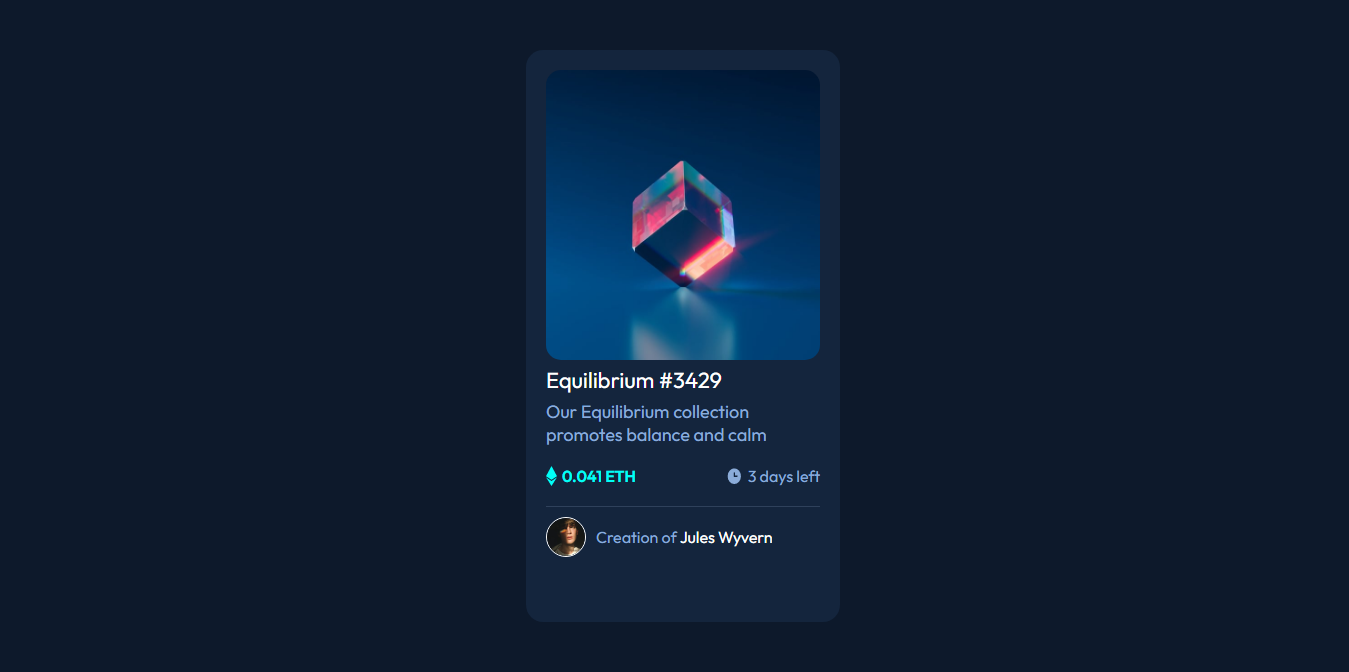 Equilibrium #3429
Our Equilibrium collection
promotes balance and calm
0.041 ETH
3 days left
Creation of Jules Wyvern